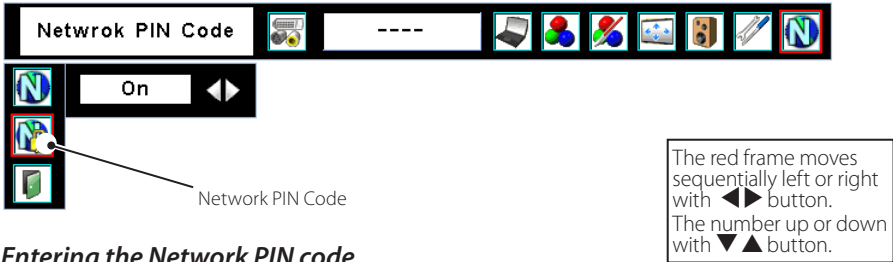 Netwrok PIN Code
----
On
Network PIN Code
The red frame moves
sequentially left or right
with ◀▶ button.
The number up or down
with ▼▲ button.
Entering the Network PIN code